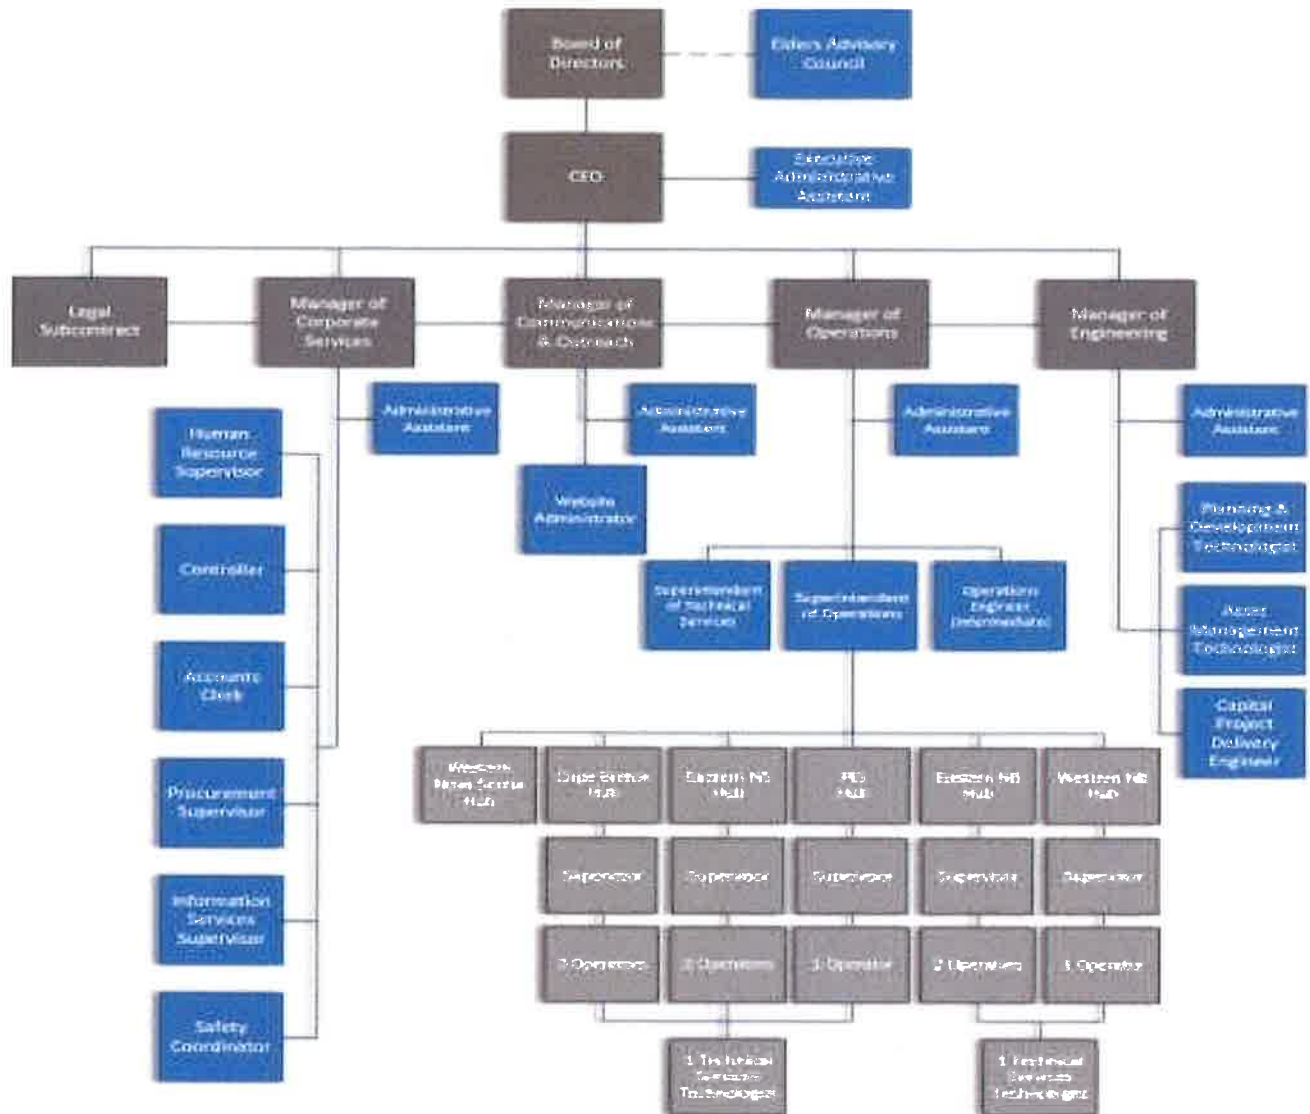 Board of
Directors
Elders Advisory
Council
CEO
Executive
Administrative
Assistant
Legal
Subcontract
Manager of
Corporate
Services
Manager of
Communications
& Outreach
Manager of
Operations
Manager of
Engineering
Administrative
Assistant
Administrative
Assistant
Administrative
Assistant
Administrative
Assistant
Human
Resource
Supervisor
Website
Administrator
Planning &
Development
Technologist
Controller
Superintendent
of Technical
Services
Superintendent
of Operations
Operations
Engineer
(Intermediate)
Asset
Management
Technologist
Accounts
Clerk
Capital
Project
Delivery
Engineer
Procurement
Supervisor
Western
Nova Scotia
Hub
Cape Breton
Hub
Eastern NS
Hub
Hub
Eastern NB
Hub
Western NB
Hub
Supervisor
Supervisor
Supervisor
Supervisor
Supervisor
Information
Services
Supervisor
Operators
Operators
1 Operator
2 Operators
Operator
Safety
Coordinator
1 Technical
Services
Technologist
1 Technical
Services
Technologist